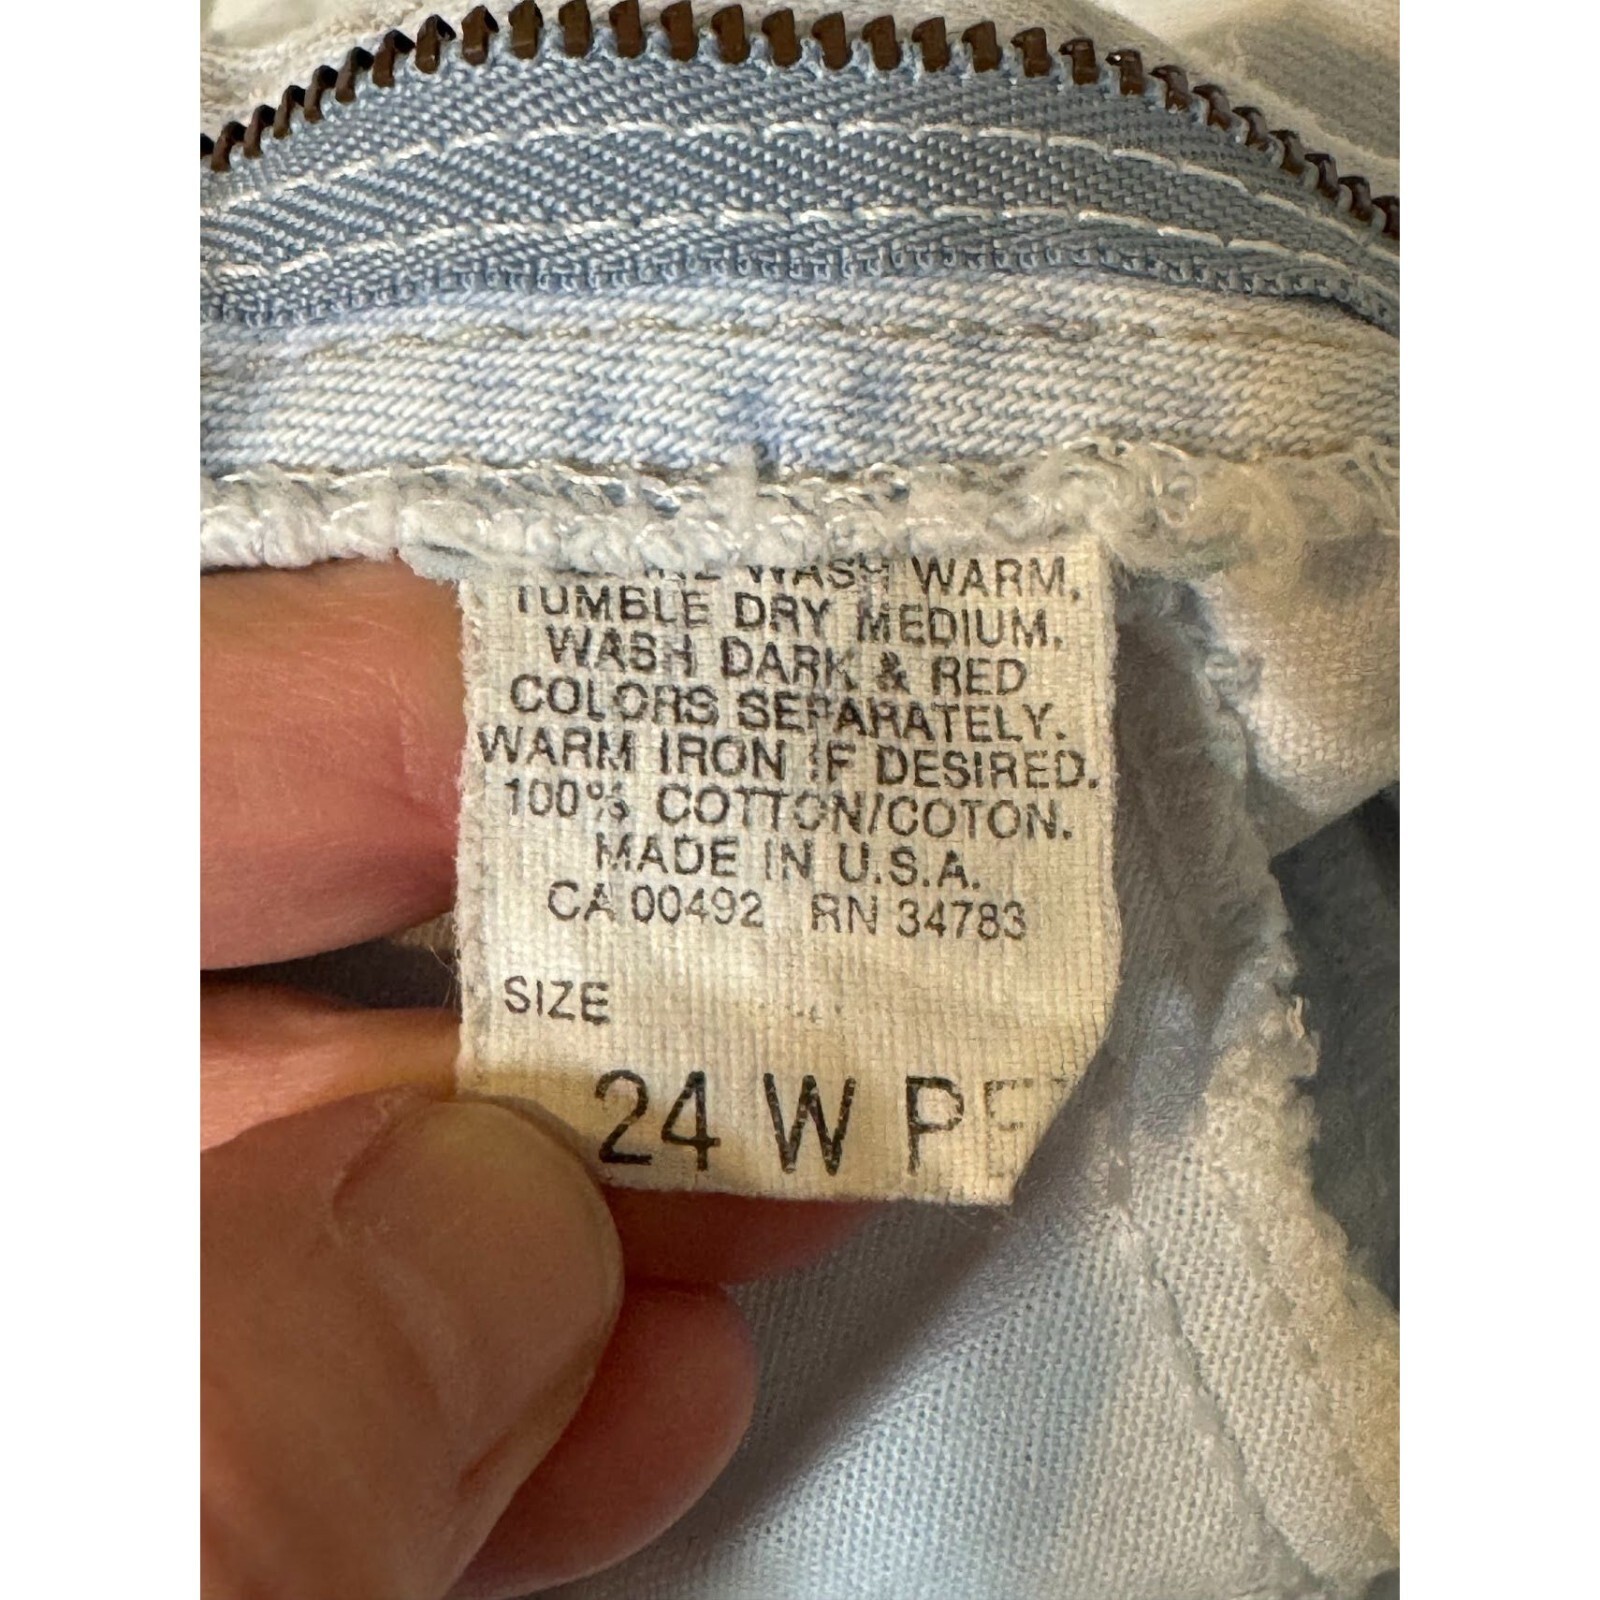 WASH WARM,
TUMBLE DRY MEDIUM.
WASH DARK & RED
COLORS SEPARATELY.
WARM IRON IF DESIRED.
100% COTTON/COTON.
MADE IN U.S.A.
CA 00492 RN 34783
SIZE
24 W